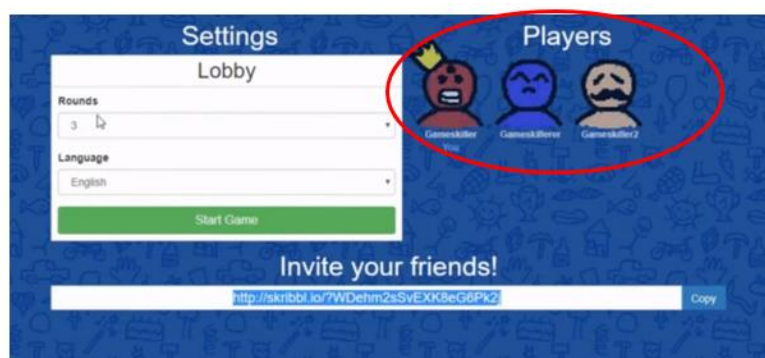 Settings
Lobby
Rounds
3
Language
English
Start Game
Players
Gameskiller
You
Gameskillerer
Gameskiller2
Invite your friends!
http://skribbl.io/?WDehm2sSvEXK8eG6Pk2j
Copy